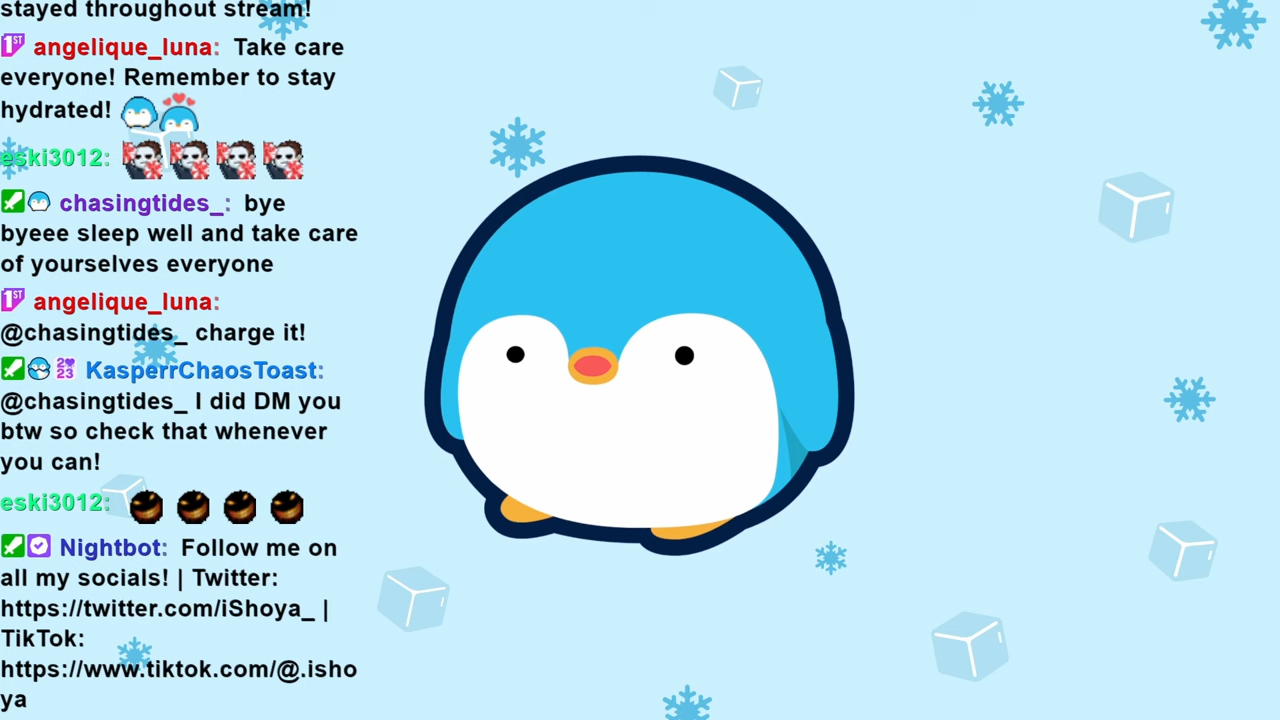 stayed throughout stream!
1ST angelique_luna: Take care
everyone! Remember to stay
hydrated!
eski3012:
chasingtides_: bye
byeee sleep well and take care
of yourselves everyone
1ST angelique_luna:
@chasingtides_ charge it!
23 KasperrChaosToast:
@chasingtides_ I did DM you
btw so check that whenever
you can!
eski3012:
Nightbot: Follow me on
all my socials! | Twitter:
https://twitter.com/iShoya_ |
TikTok:
https://www.tiktok.com/@.isho
ya